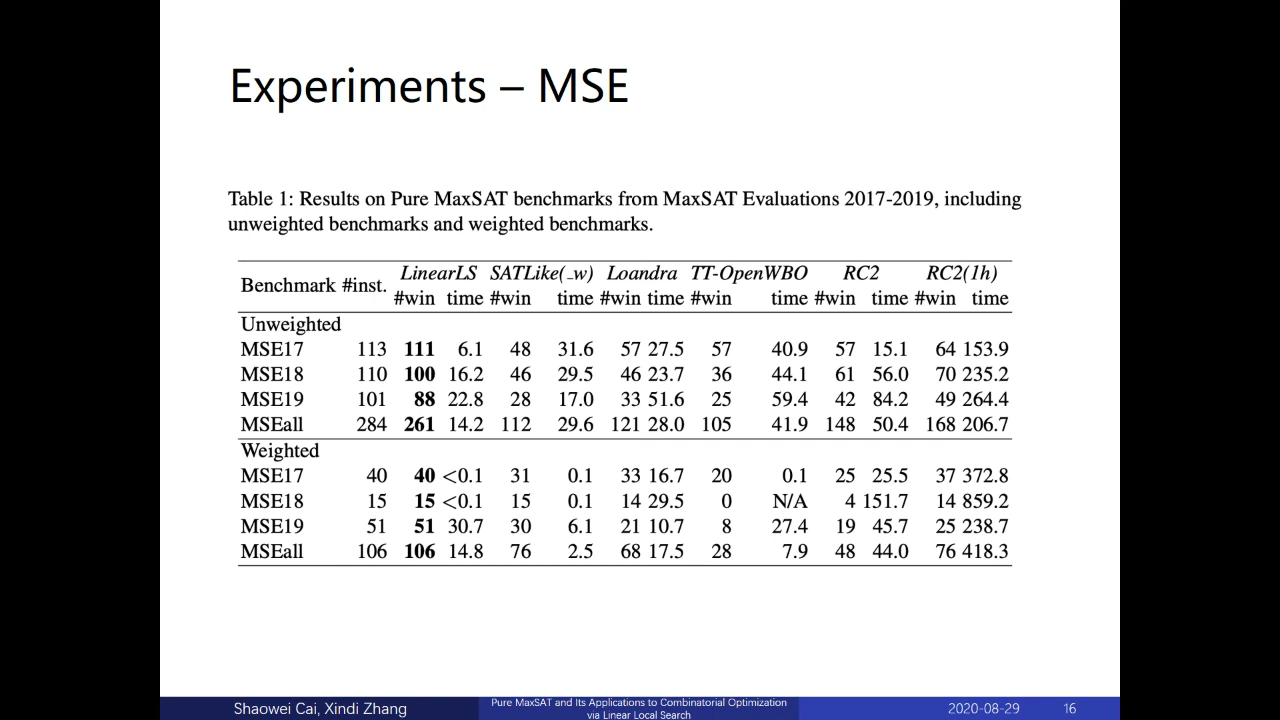 Experiments – MSE
Table 1: Results on Pure MaxSAT benchmarks from MaxSAT Evaluations 2017-2019, including
unweighted benchmarks and weighted benchmarks.
Benchmark #inst. LinearLS SATLike(_w) Loandra TT-OpenWBO RC2 RC2(1h)
#win time #win time #win time #win time #win time #win time
Unweighted
MSE17 113 111 6.1 48 31.6 57 27.5 57 40.9 57 15.1 64 153.9
MSE18 110 100 16.2 46 29.5 46 23.7 36 44.1 61 56.0 70 235.2
MSE19 101 88 22.8 28 17.0 33 51.6 25 59.4 42 84.2 49 264.4
MSEall 284 261 14.2 112 29.6 121 28.0 105 41.9 148 50.4 168 206.7
Weighted
MSE17 40 40 <0.1 31 0.1 33 16.7 20 0.1 25 25.5 37 372.8
MSE18 15 15 <0.1 15 0.1 14 29.5 0 N/A 4 151.7 14 859.2
MSE19 51 51 30.7 30 6.1 21 10.7 8 27.4 19 45.7 25 238.7
MSEall 106 106 14.8 76 2.5 68 17.5 28 7.9 48 44.0 76 418.3
Shaowei Cai, Xindi Zhang
Pure MaxSAT and Its Applications to Combinatorial Optimization
via Linear Local Search
2020-08-29 16